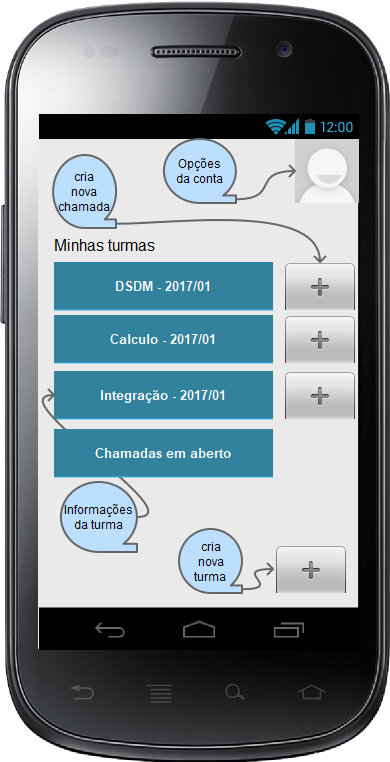 12:00
Opções
da conta
cria
nova
chamada
Minhas turmas
DSDM - 2017/01
Calculo - 2017/01
Integração - 2017/01
Chamadas em aberto
Informações
da turma
cria
nova
turma